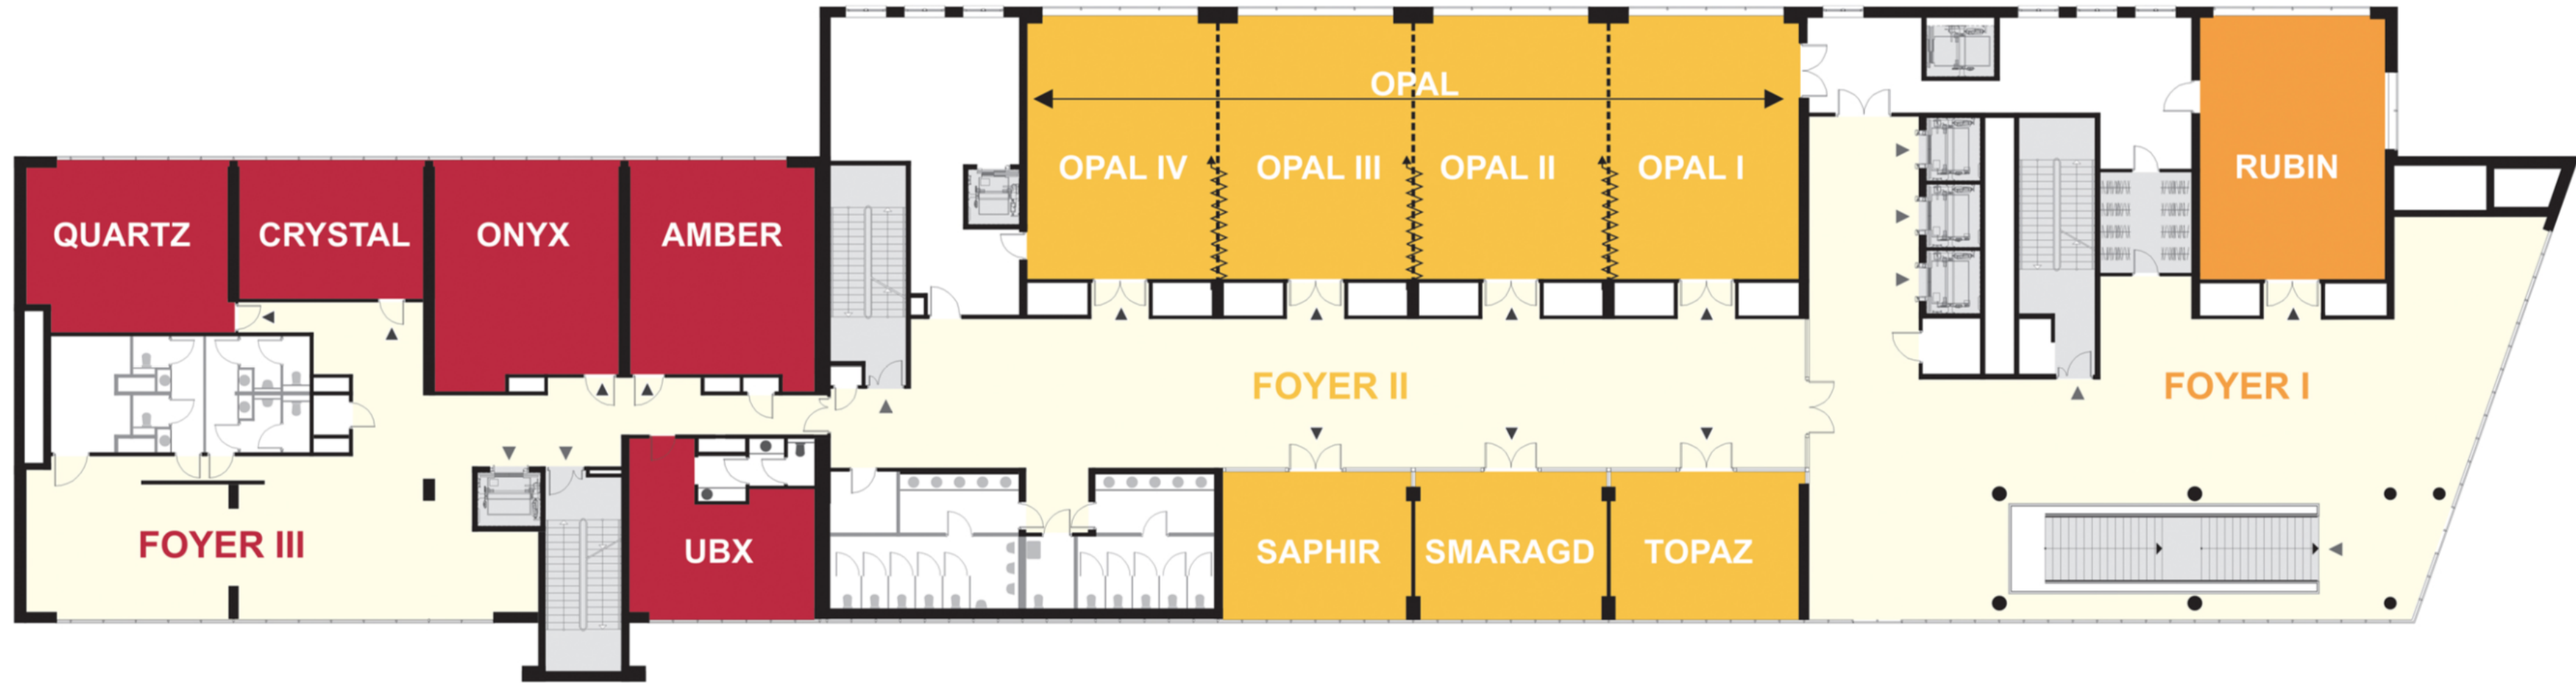 OPAL
OPAL IV
OPAL III
OPAL II
OPAL I
RUBIN
QUARTZ
CRYSTAL
ONYX
AMBER
FOYER II
FOYER I
FOYER III
UBX
SAPHIR
SMARAGD
TOPAZ